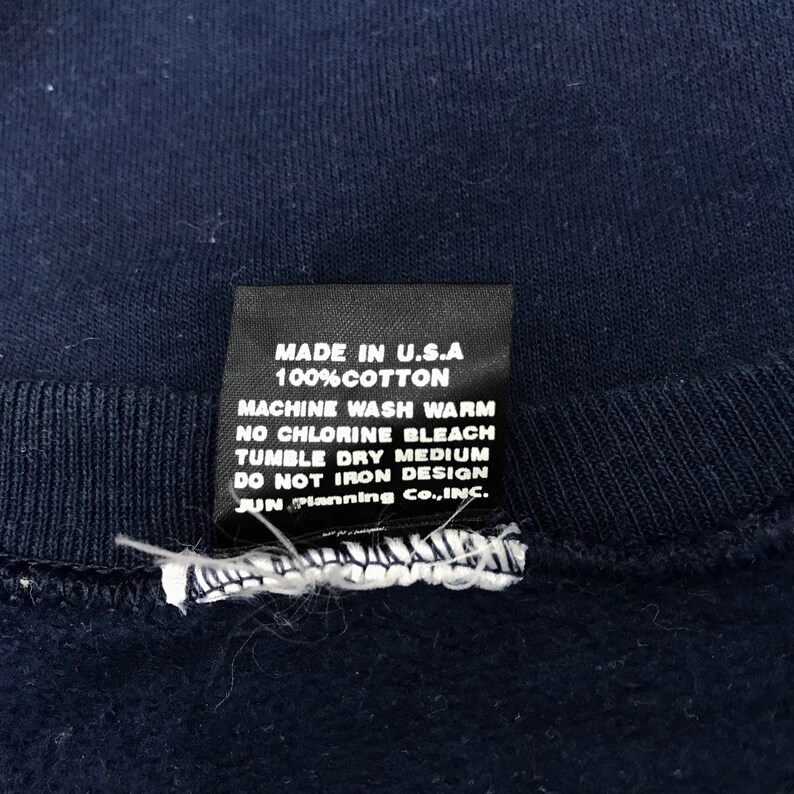 MADE IN U.S.A
100%COTTON
MACHINE WASH WARM
NO CHLORINE BLEACH
TUMBLE DRY MEDIUM
DO NOT IRON DESIGN
JUN Planning Co.,INC.